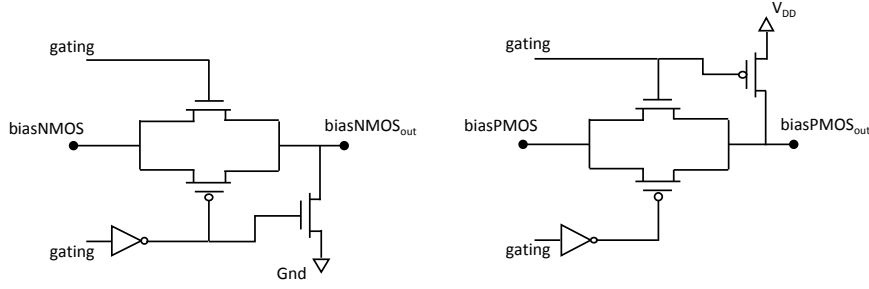 gating
biasNMOS
biasNMOSout
gating
Gnd
VDD
gating
biasPMOS
biasPMOSout
gating